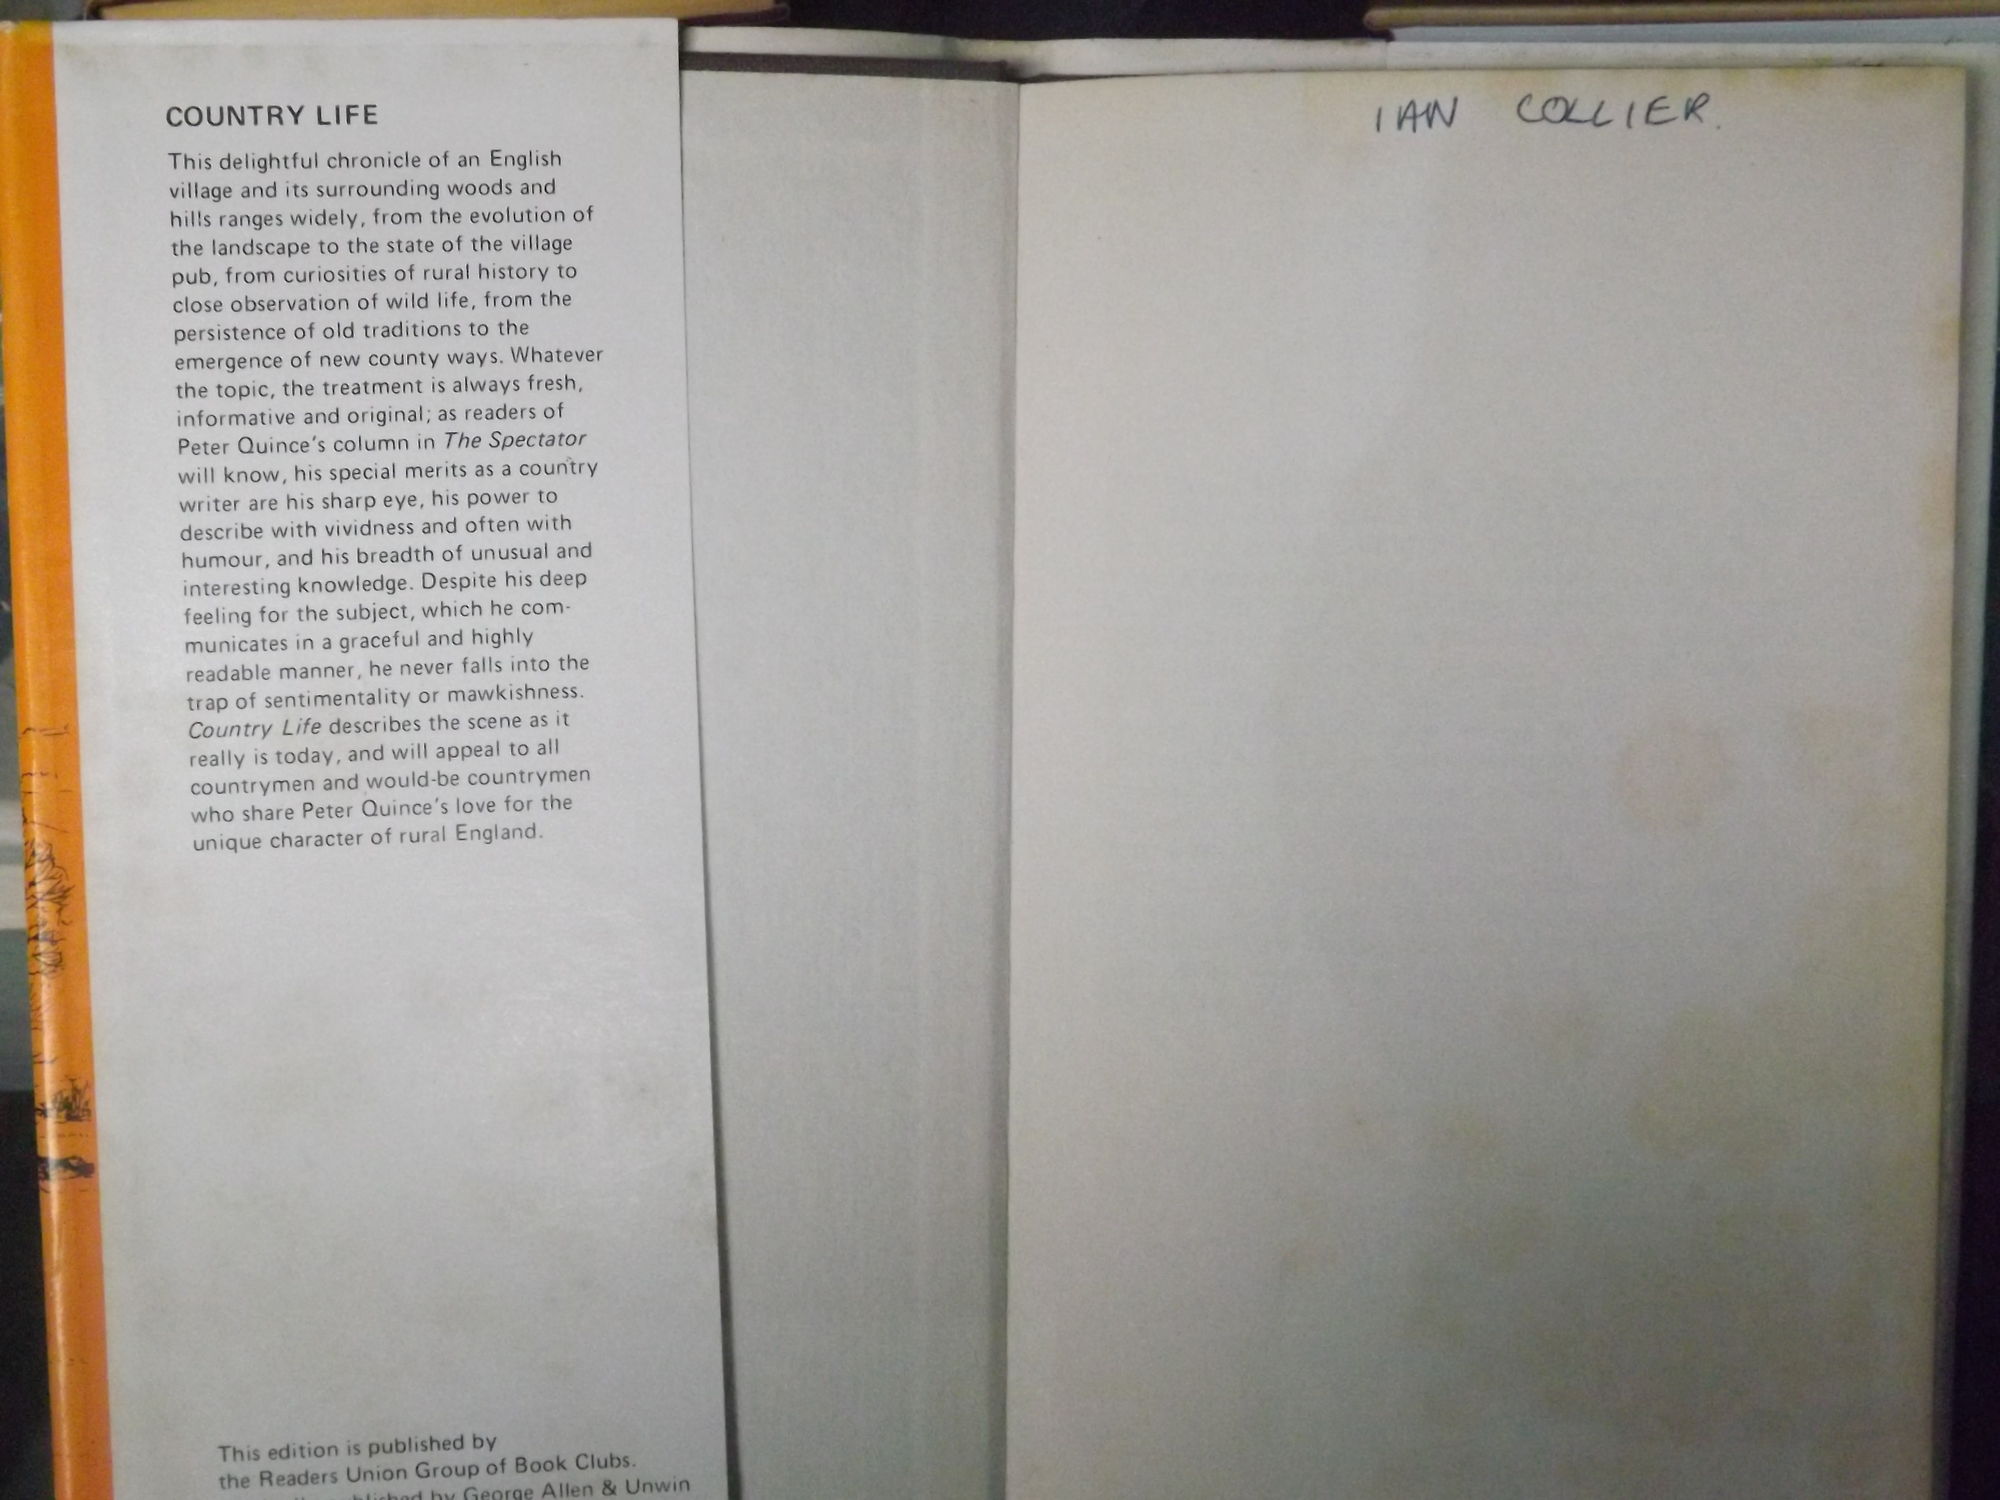 COUNTRY LIFE
This delightful chronicle of an English
village and its surrounding woods and
hills ranges widely, from the evolution of
the landscape to the state of the village
pub, from curiosities of rural history to
close observation of wild life, from the
persistence of old traditions to the
emergence of new county ways. Whatever
the topic, the treatment is always fresh,
informative and original; as readers of
Peter Quince's column in The Spectator
will know, his special merits as a country
writer are his sharp eye, his power to
describe with vividness and often with
humour, and his breadth of unusual and
interesting knowledge. Despite his deep
feeling for the subject, which he com-
municates in a graceful and highly
readable manner, he never falls into the
trap of sentimentality or mawkishness.
Country Life describes the scene as it
really is today, and will appeal to all
countrymen and would-be countrymen
who share Peter Quince's love for the
unique character of rural England.
This edition is published by
the Readers Union Group of Book Clubs.
by George Allen & Unwin
IAN COLLIER.